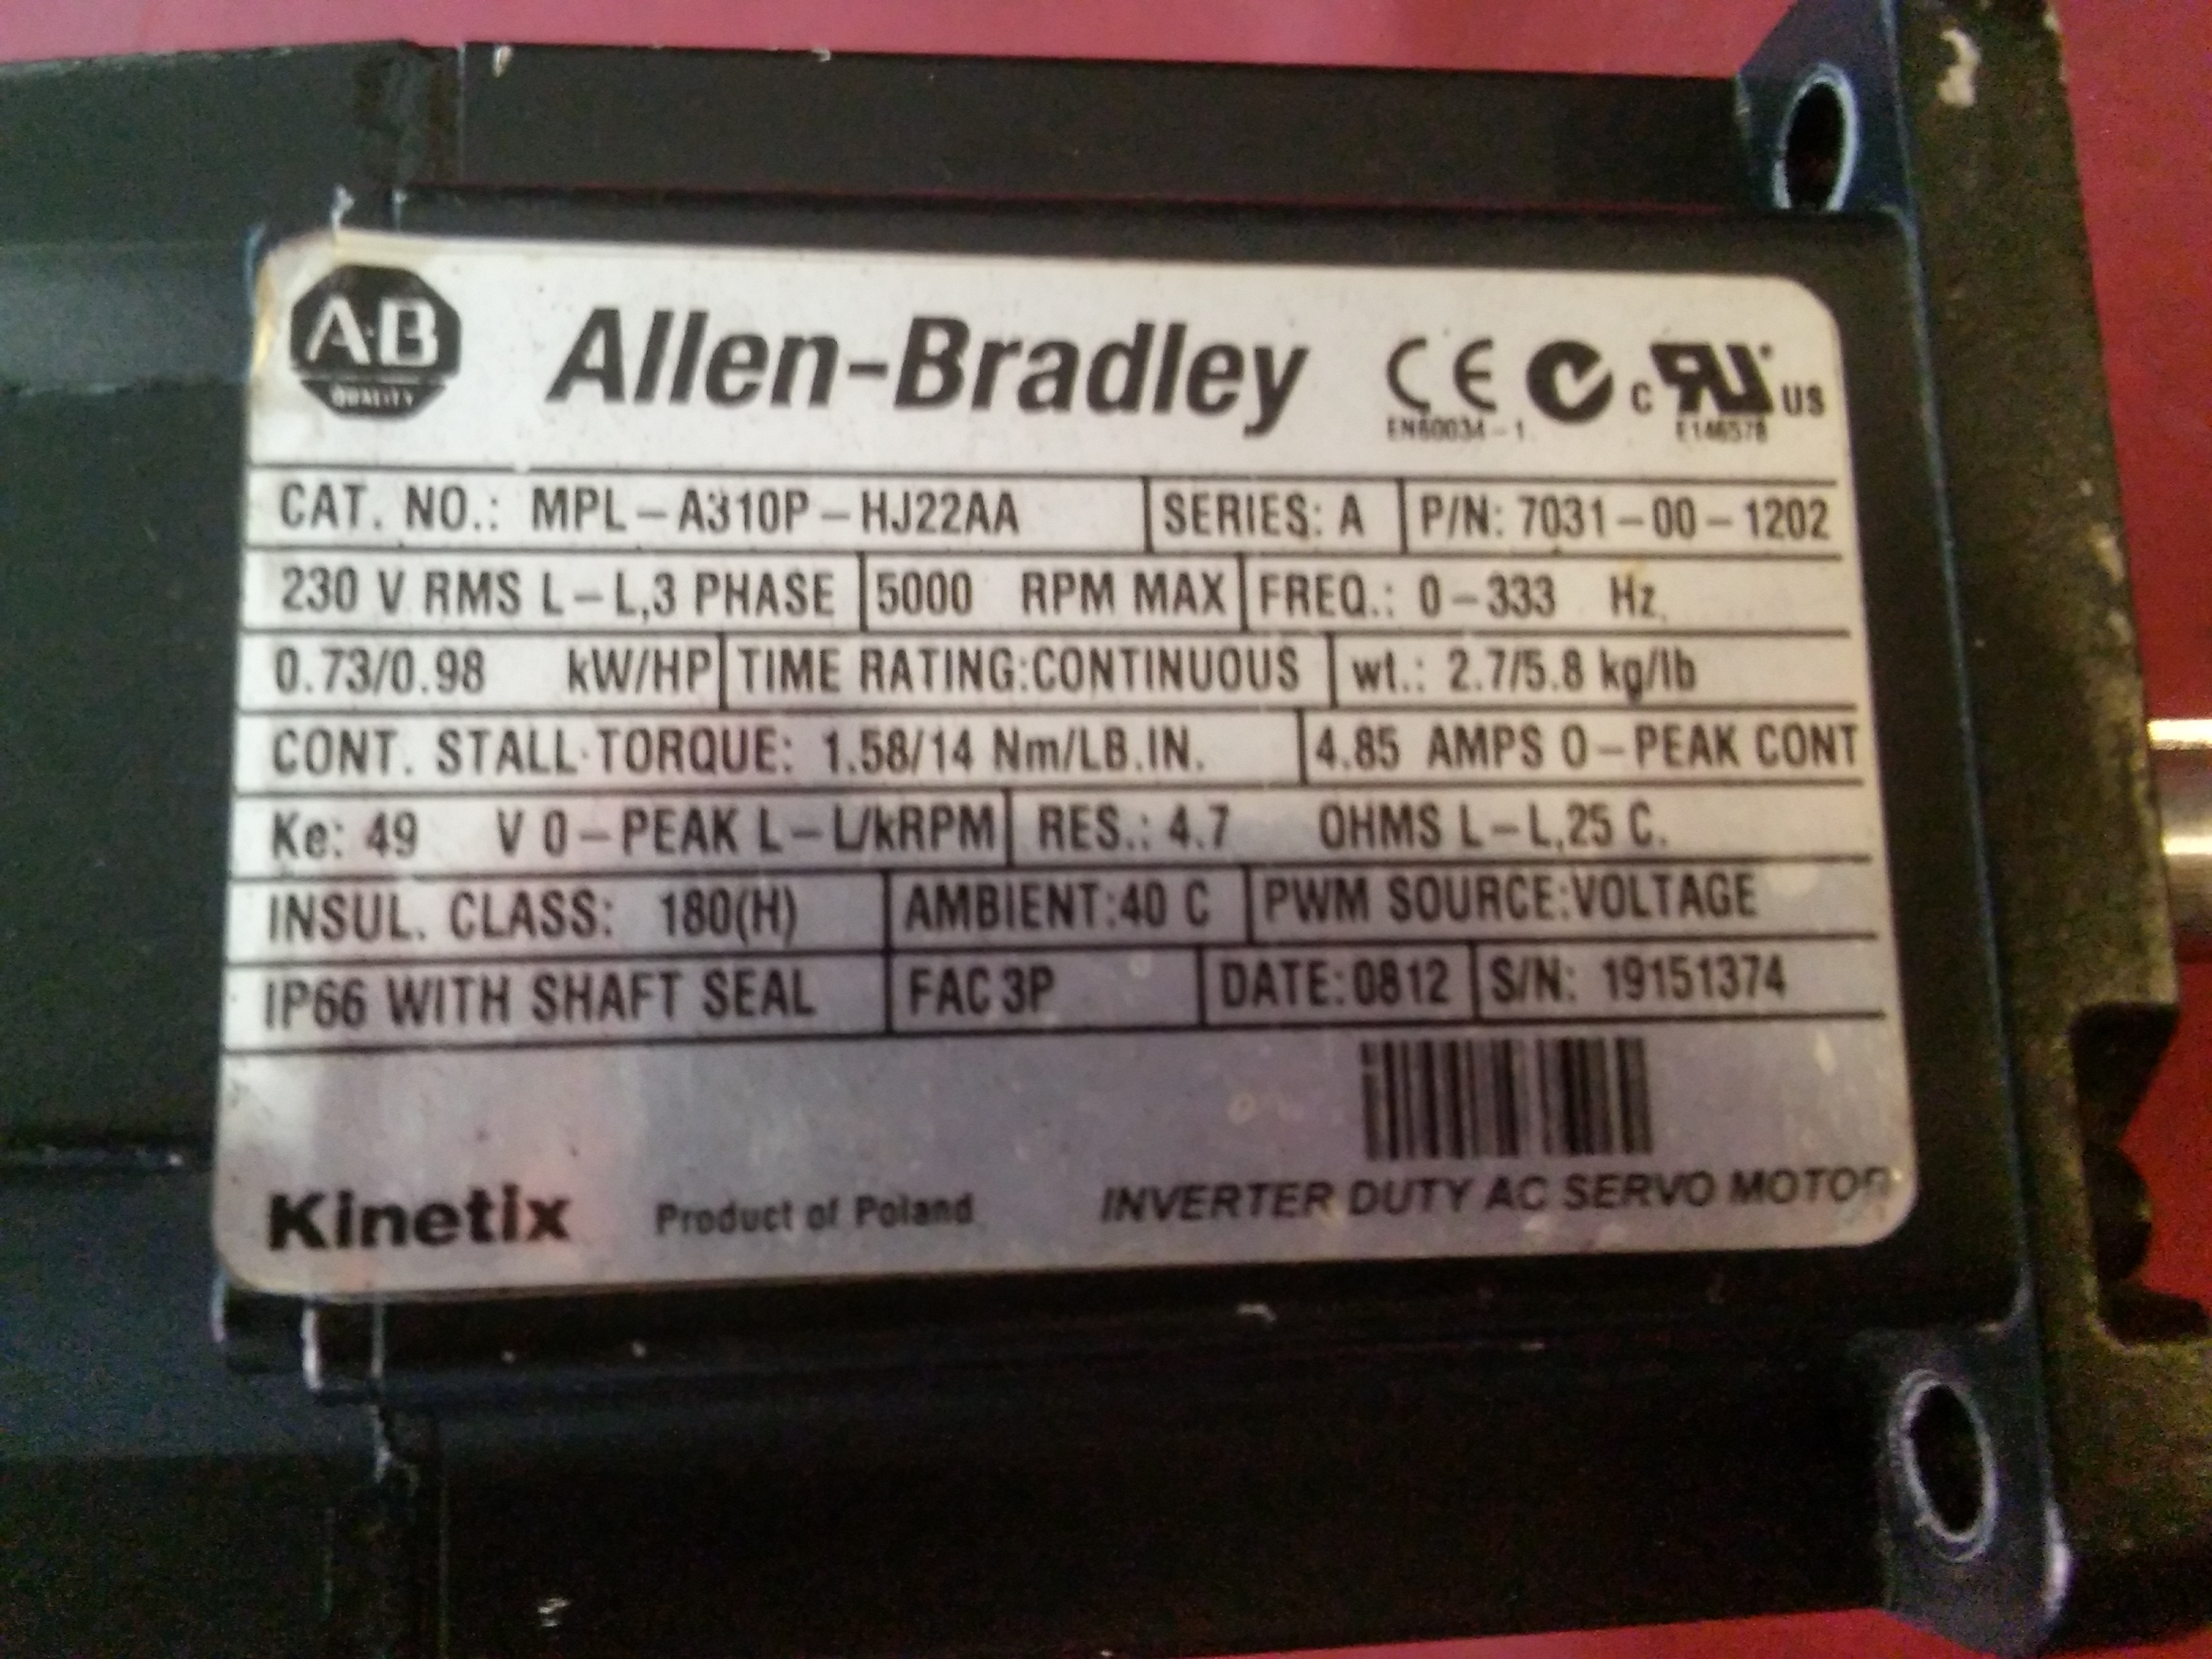 A·B
QUALITY
Allen-Bradley
CE
EN60034-1
c RU US
E146578
CAT. NO.: MPL-A310P-HJ22AA SERIES: A P/N: 7031-00-1202
230 V RMS L-L,3 PHASE 5000 RPM MAX FREQ.: 0-333 Hz
0.73/0.98 kW/HP TIME RATING:CONTINUOUS wt.: 2.7/5.8 kg/lb
CONT. STALL TORQUE: 1.58/14 Nm/LB.IN. 4.85 AMPS 0-PEAK CONT
Ke: 49 V 0-PEAK L-L/kRPM RES.: 4.7 OHMS L-L,25 C.
INSUL. CLASS: 180(H) AMBIENT:40 C PWM SOURCE:VOLTAGE
IP66 WITH SHAFT SEAL FAC 3P DATE:0812 S/N: 19151374
Kinetix Product of Poland INVERTER DUTY AC SERVO MOTOR